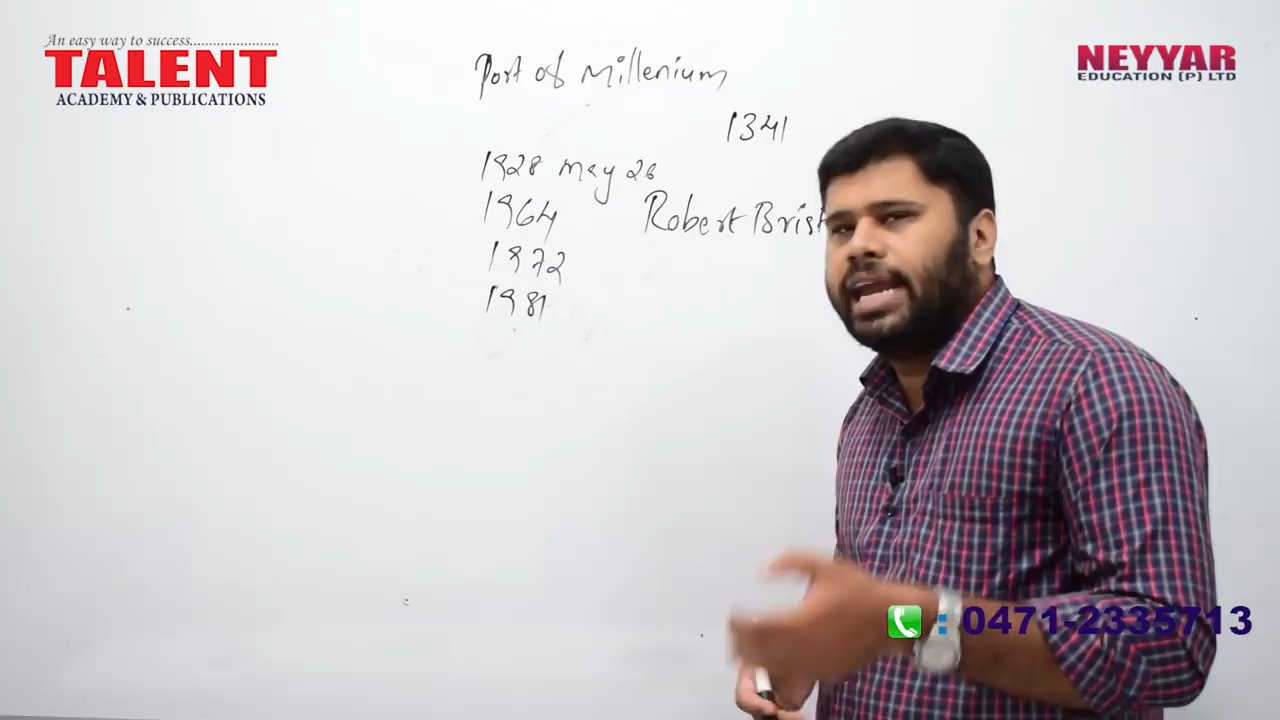 An easy way to success......................
TALENT
ACADEMY & PUBLICATIONS
NEYYAR
EDUCATION (P) LTD
Port of Millenium
1341
1928 May 26
1964 Robert Brist
1972
1981
: 0471-2335713